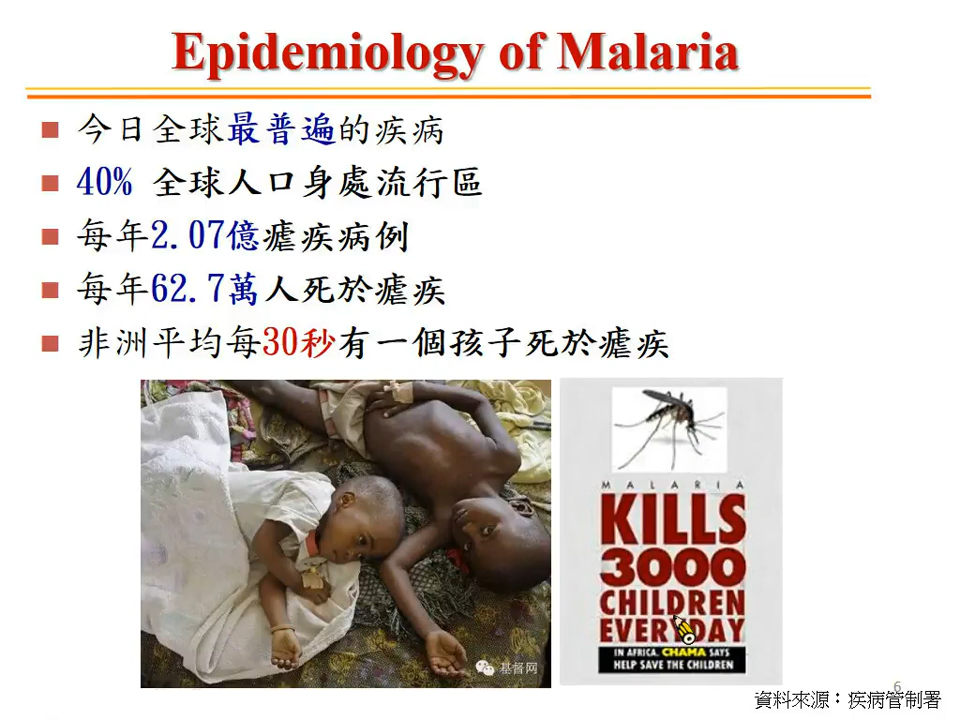 Epidemiology of Malaria
今日全球最普遍的疾病
40% 全球人口身處流行區
每年2.07億瘧疾病例
每年62.7萬人死於瘧疾
非洲平均每30秒有一個孩子死於瘧疾
MALARIA
KILLS
3000
CHILDREN
EVERYDAY
IN AFRICA. CHAMA SAYS
HELP SAVE THE CHILDREN
基督网
6
資料來源：疾病管制署